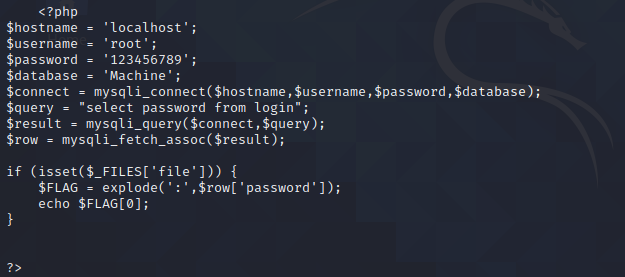 <?php
$hostname = 'localhost';
$username = 'root';
$password = '123456789';
$database = 'Machine';
$connect = mysqli_connect($hostname,$username,$password,$database);
$query = "select password from login";
$result = mysqli_query($connect,$query);
$row = mysqli_fetch_assoc($result);

if (isset($_FILES['file'])) {
    $FLAG = explode(':',$row['password']);
    echo $FLAG[0];
}

?>